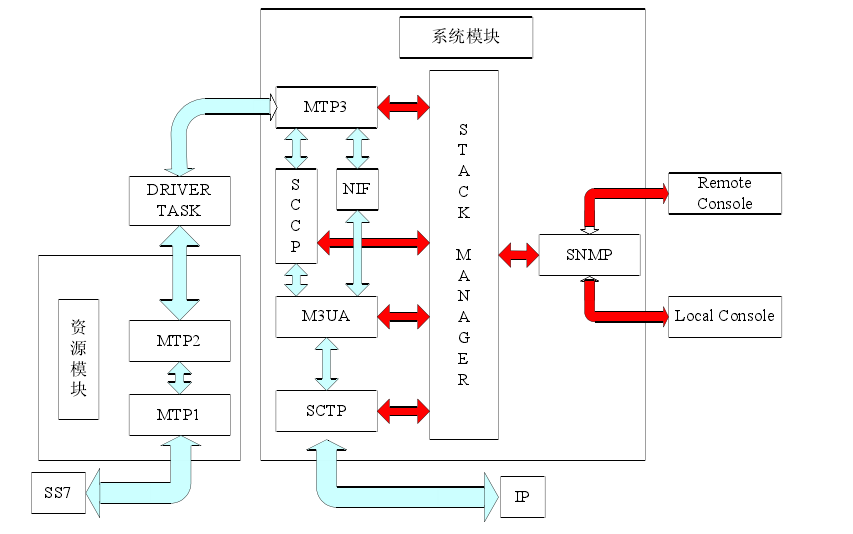 系统模块
MTP3
S
T
A
C
K
M
A
N
A
G
E
R
S
C
C
P
NIF
DRIVER
TASK
Remote
Console
SNMP
M3UA
Local Console
资
源
模
块
MTP2
MTP1
SCTP
SS7
IP